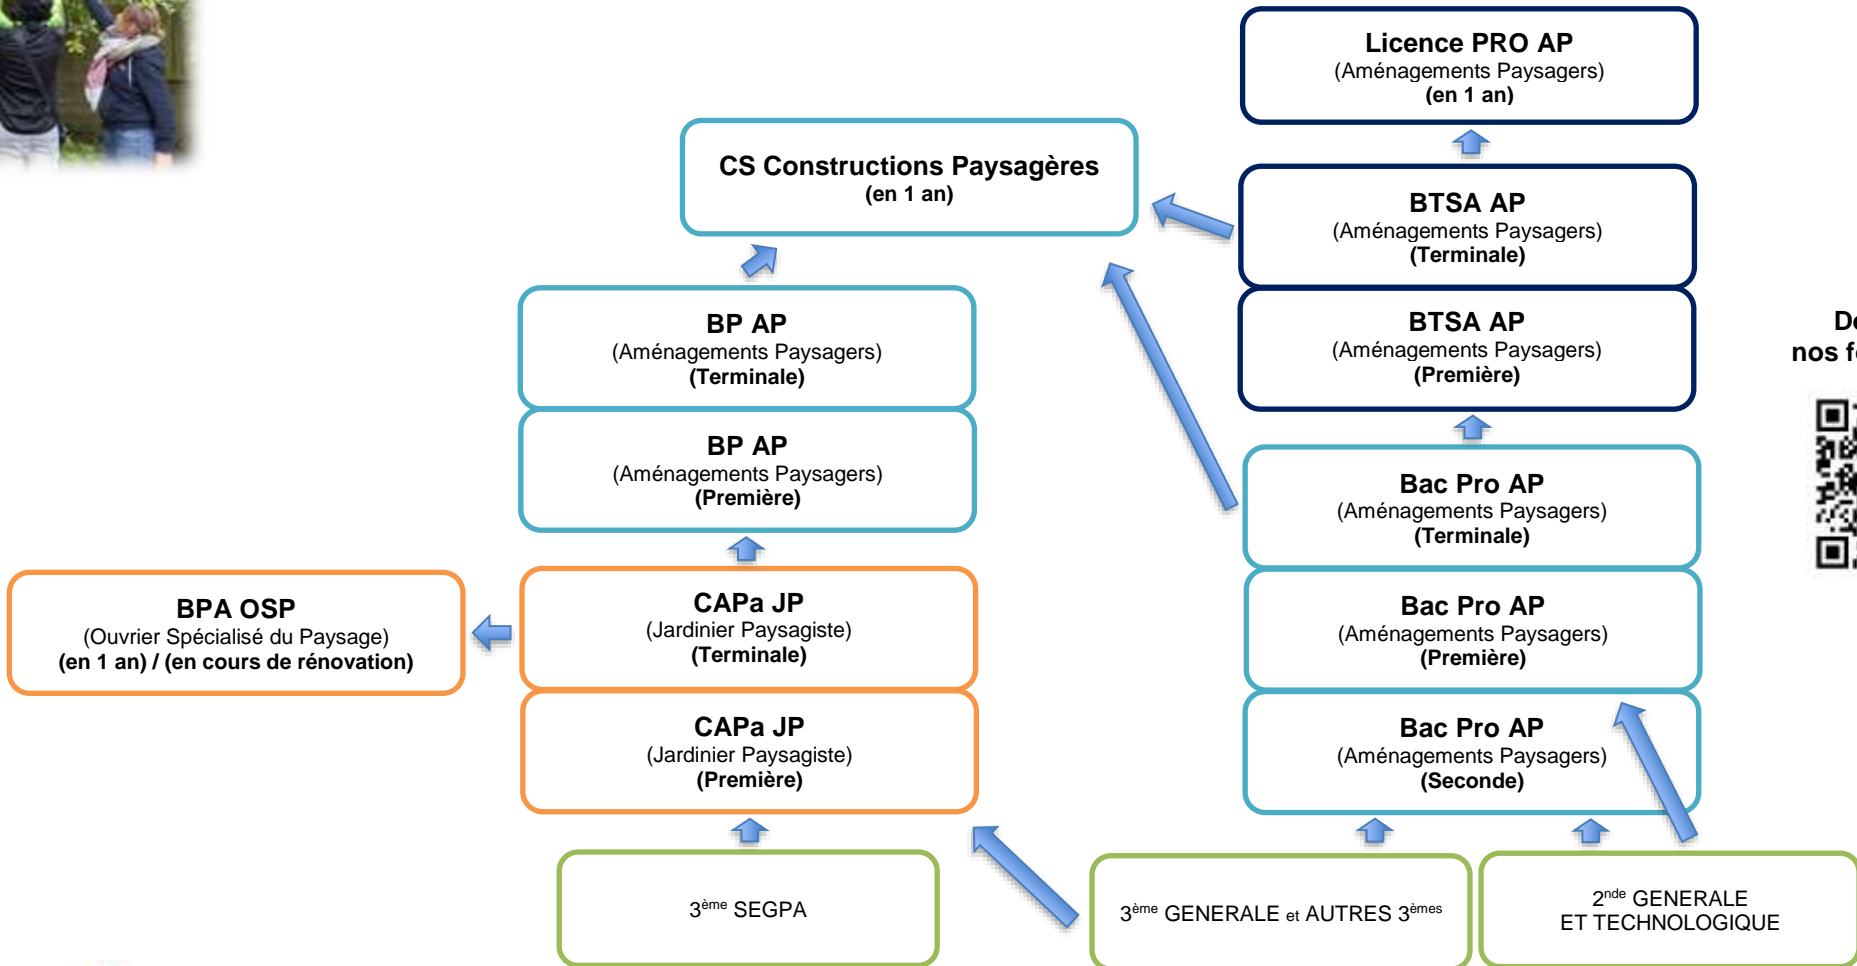 Licence PRO AP
(Aménagements Paysagers)
(en 1 an)
CS Constructions Paysagères
(en 1 an)
BTSA AP
(Aménagements Paysagers)
(Terminale)
BTSA AP
(Aménagements Paysagers)
(Première)
BP AP
(Aménagements Paysagers)
(Terminale)
BP AP
(Aménagements Paysagers)
(Première)
Bac Pro AP
(Aménagements Paysagers)
(Terminale)
BPA OSP
(Ouvrier Spécialisé du Paysage)
(en 1 an) / (en cours de rénovation)
CAPa JP
(Jardinier Paysagiste)
(Terminale)
Bac Pro AP
(Aménagements Paysagers)
(Première)
CAPa JP
(Jardinier Paysagiste)
(Première)
Bac Pro AP
(Aménagements Paysagers)
(Seconde)
3ème SEGPA
3ème GENERALE et AUTRES 3èmes
2nde GENERALE
ET TECHNOLOGIQUE
nos